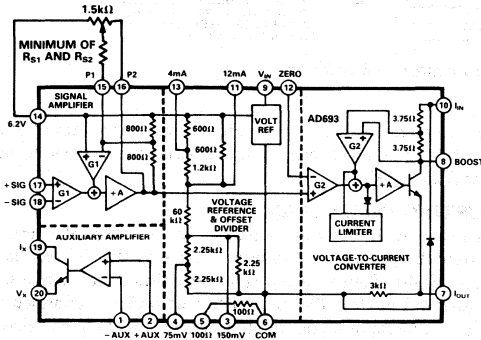 1.5kΩ
MINIMUM OF
RS1 AND RS2
P1 P2 4mA 12mA VIN ZERO
15 16 13 11 9 12
SIGNAL
AMPLIFIER
6.2V 14
800Ω
800Ω
600Ω
600Ω
1.2kΩ
VOLT
REF
AD693
3.75Ω
3.75Ω
10 IIN
8 BOOST
+ -
G1
+ SIG 17
- SIG 18
+ -
G1
+
+A
G2
+ -
G2
+
+A
CURRENT
LIMITER
60
kΩ
VOLTAGE
REFERENCE
& OFFSET
DIVIDER
AUXILIARY AMPLIFIER
IX 19
VX 20
+
-
2.25kΩ
2.25kΩ
2.25
kΩ
VOLTAGE-TO-CURRENT
CONVERTER
3kΩ
7 IOUT
100Ω
1 2 4 5 3 6
- AUX + AUX 75mV 100Ω 150mV COM